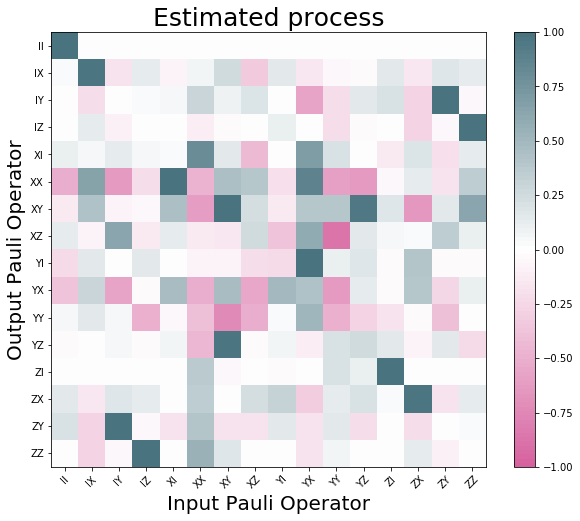 Estimated process
Output Pauli Operator
II
IX
IY
IZ
XI
XX
XY
XZ
YI
YX
YY
YZ
ZI
ZX
ZY
ZZ
II IX IY IZ XI XX XY XZ YI YX YY YZ ZI ZX ZY ZZ
Input Pauli Operator
1.00
0.75
0.50
0.25
0.00
−0.25
−0.50
−0.75
−1.00